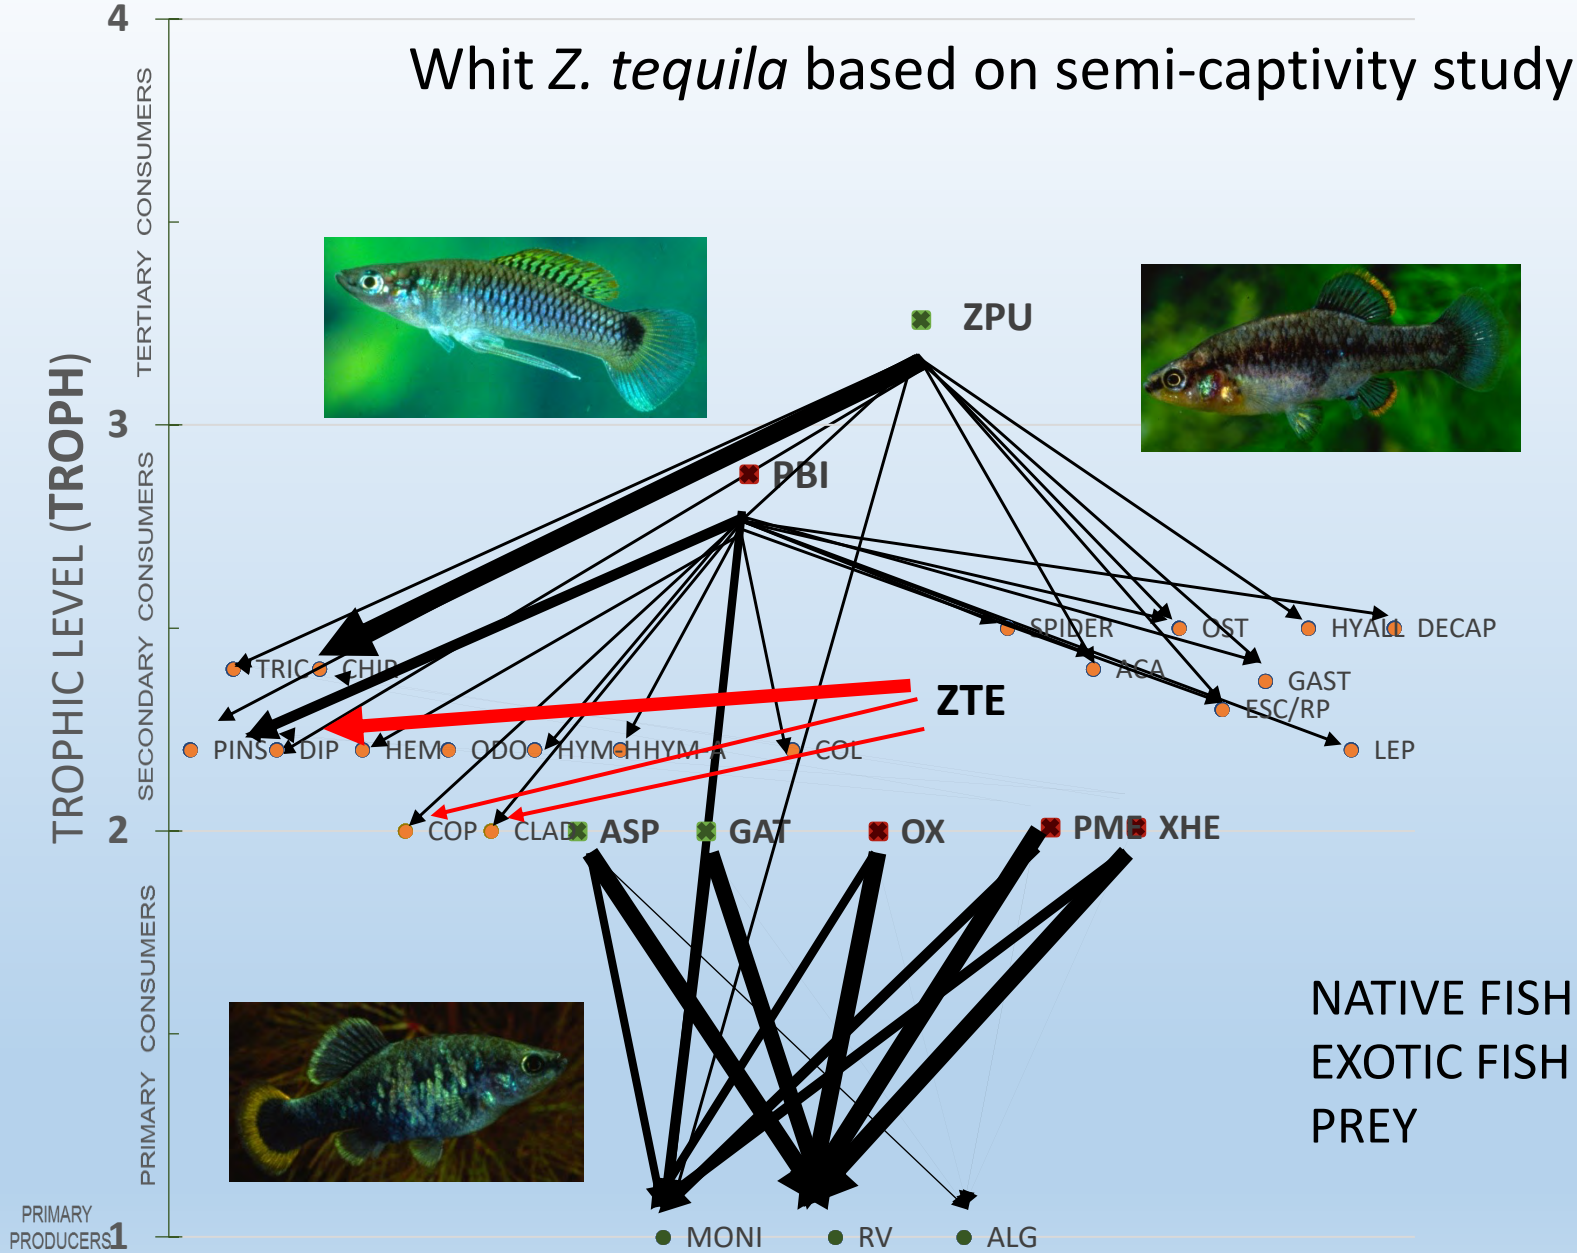 4
Whit Z. tequila based on semi-captivity study
TERTIARY CONSUMERS
ZPU
3
TROPHIC LEVEL (TROPH)
PBI
SECONDARY CONSUMERS
SPIDER
OST
HYALL
DECAP
TRIC
CHIR
ACA
GAST
ZTE
ESC/RP
PINS
DIP
HEM
ODO
HYM-H
HYM-A
COL
LEP
2
COP
CLAD
ASP
GAT
OX
PME
XHE
PRIMARY CONSUMERS
NATIVE FISH
EXOTIC FISH
PREY
PRIMARY
PRODUCERS
1
MONI
RV
ALG